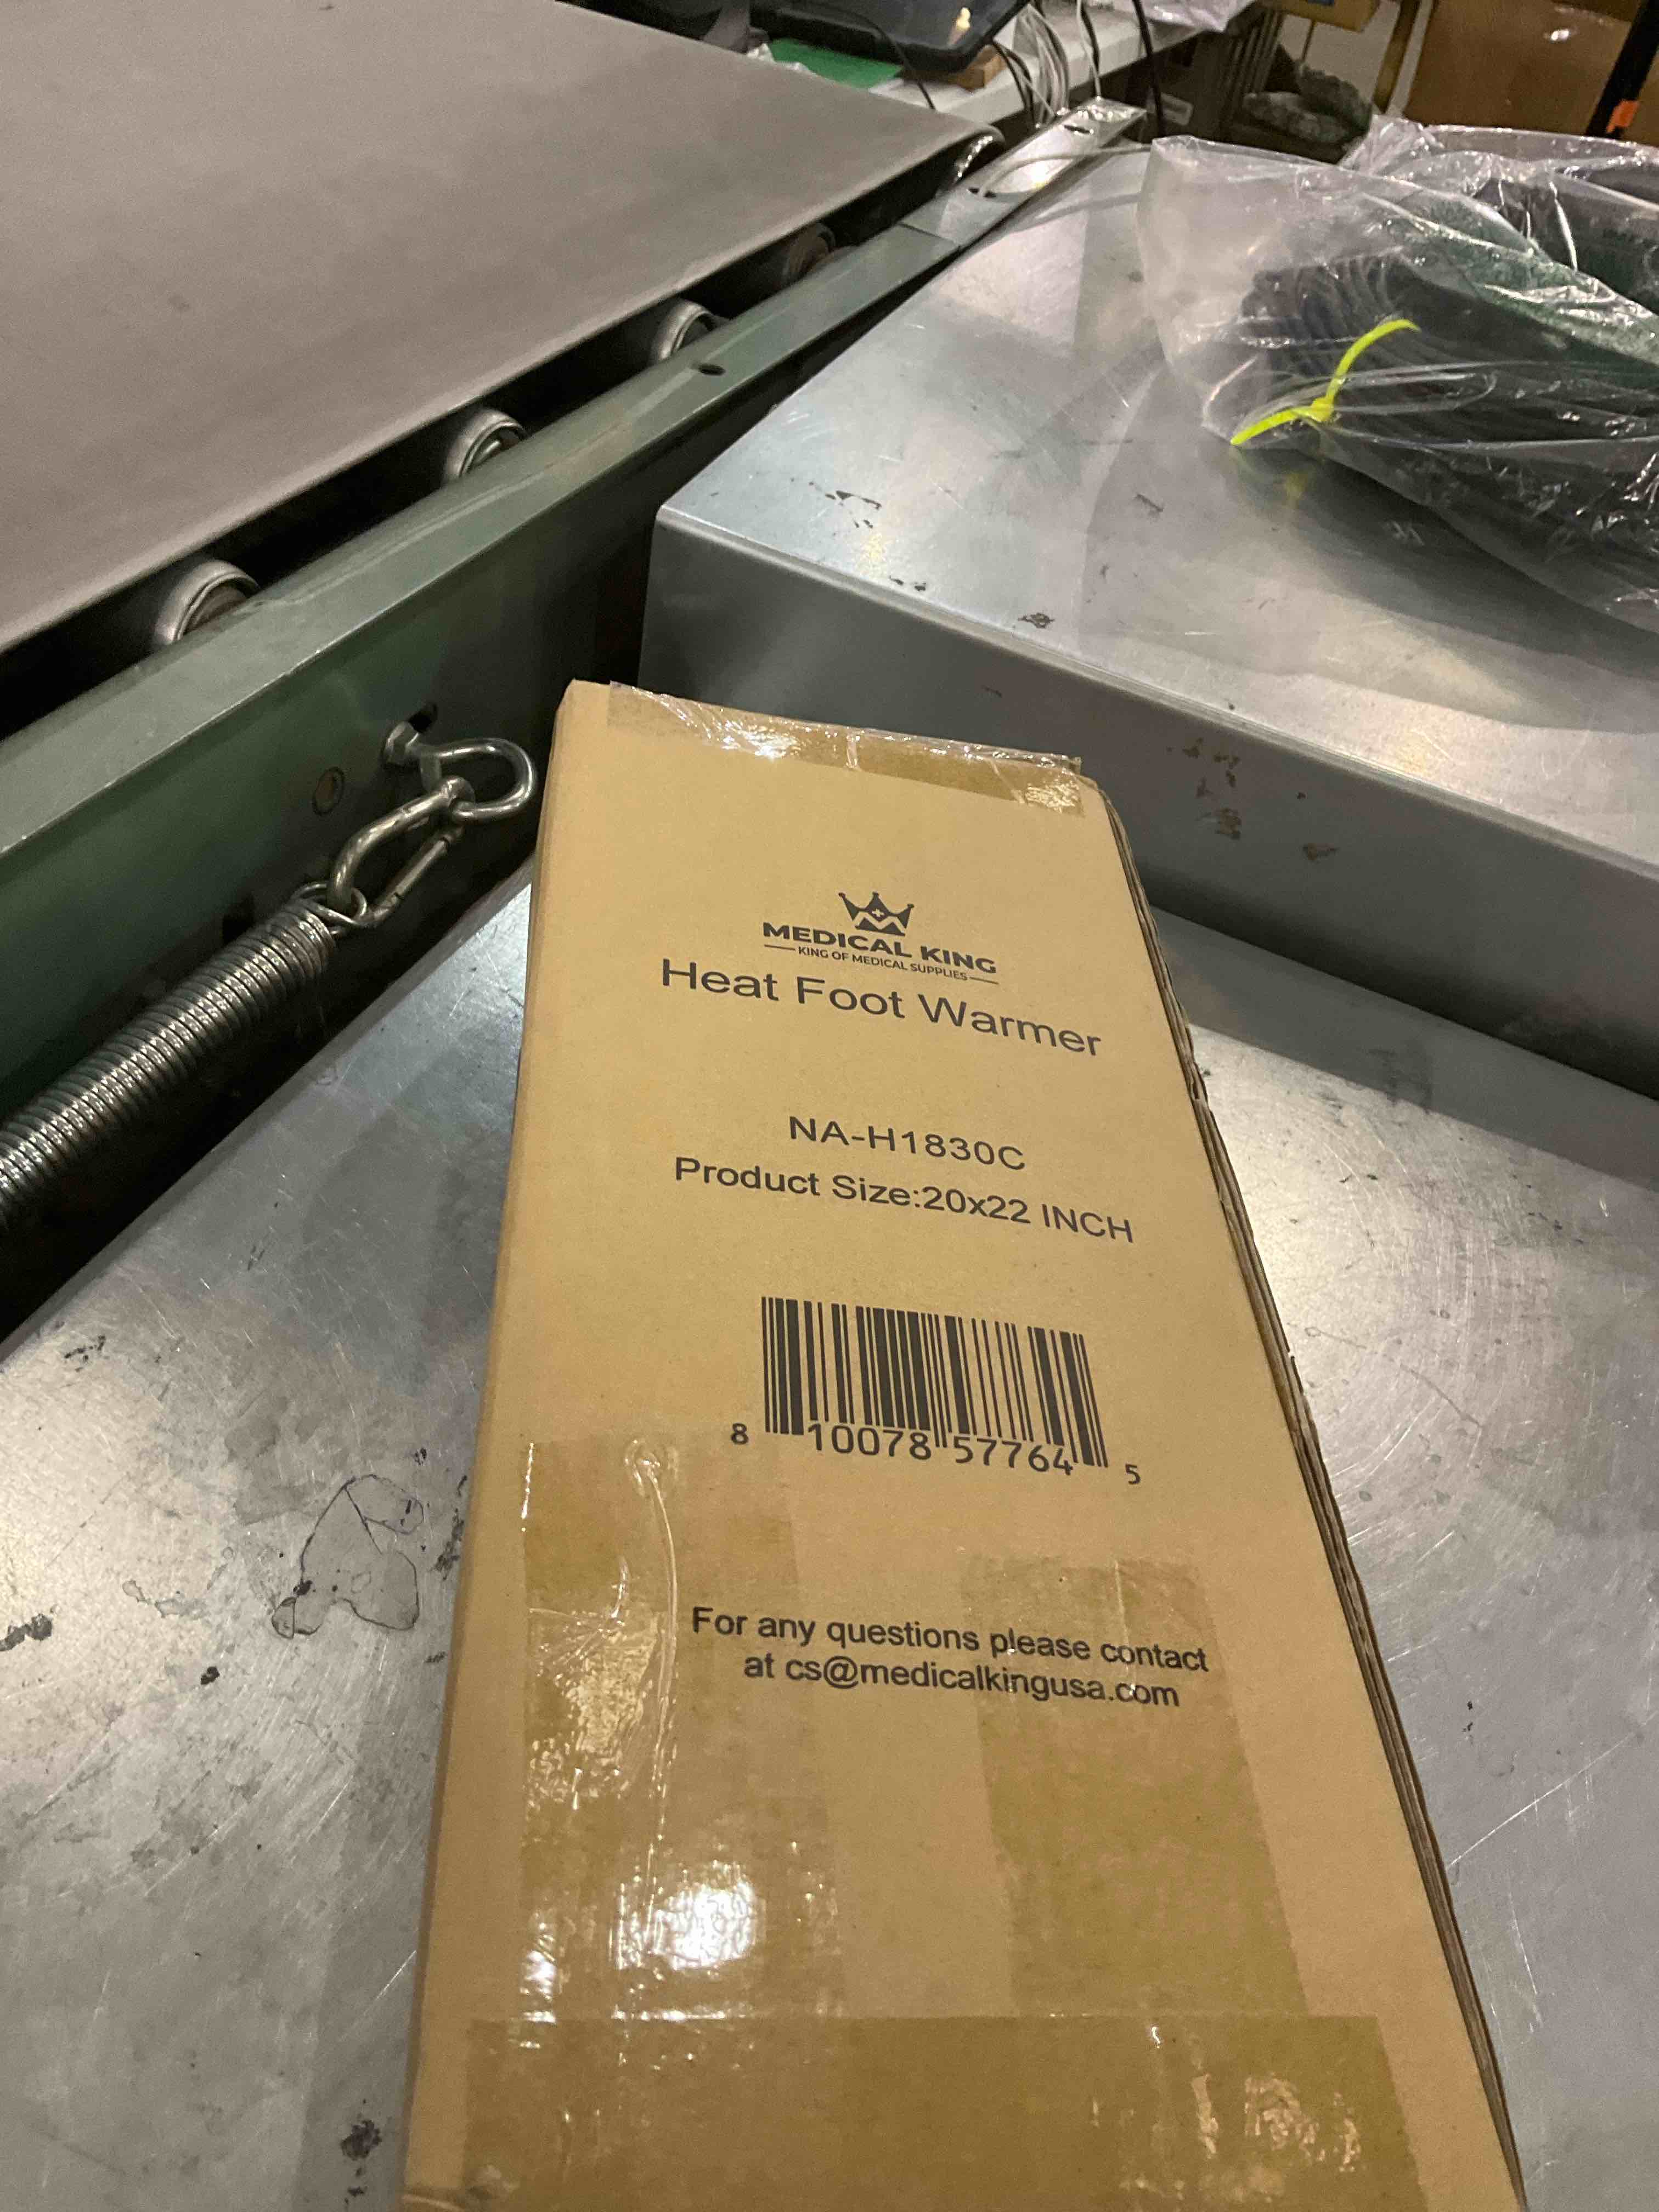 MEDICAL KING
KING OF MEDICAL SUPPLIES
Heat Foot Warmer
NA-H1830C
Product Size:20x22 INCH
8 10078 57764 5
For any questions please contact
at cs@medicalkingusa.com